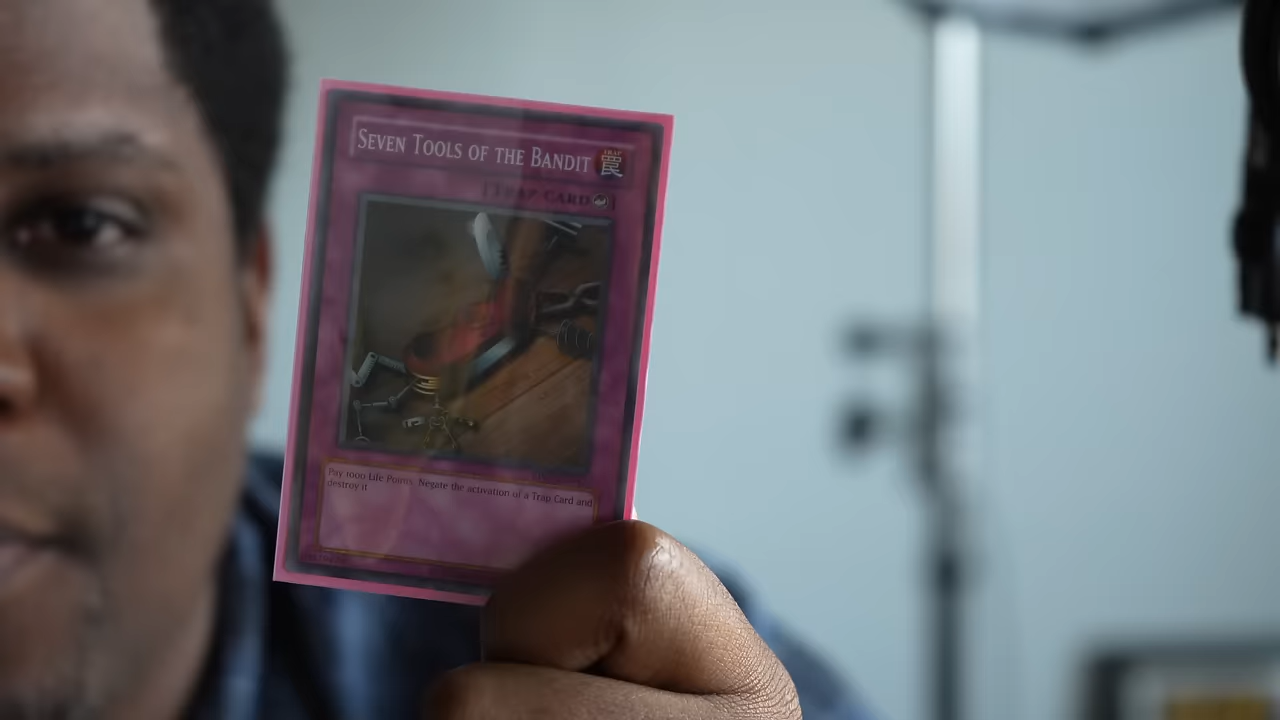 SEVEN TOOLS OF THE BANDIT
TRAP
罠
[TRAP CARD]
Pay 1000 Life Points. Negate the activation of a Trap Card and
destroy it